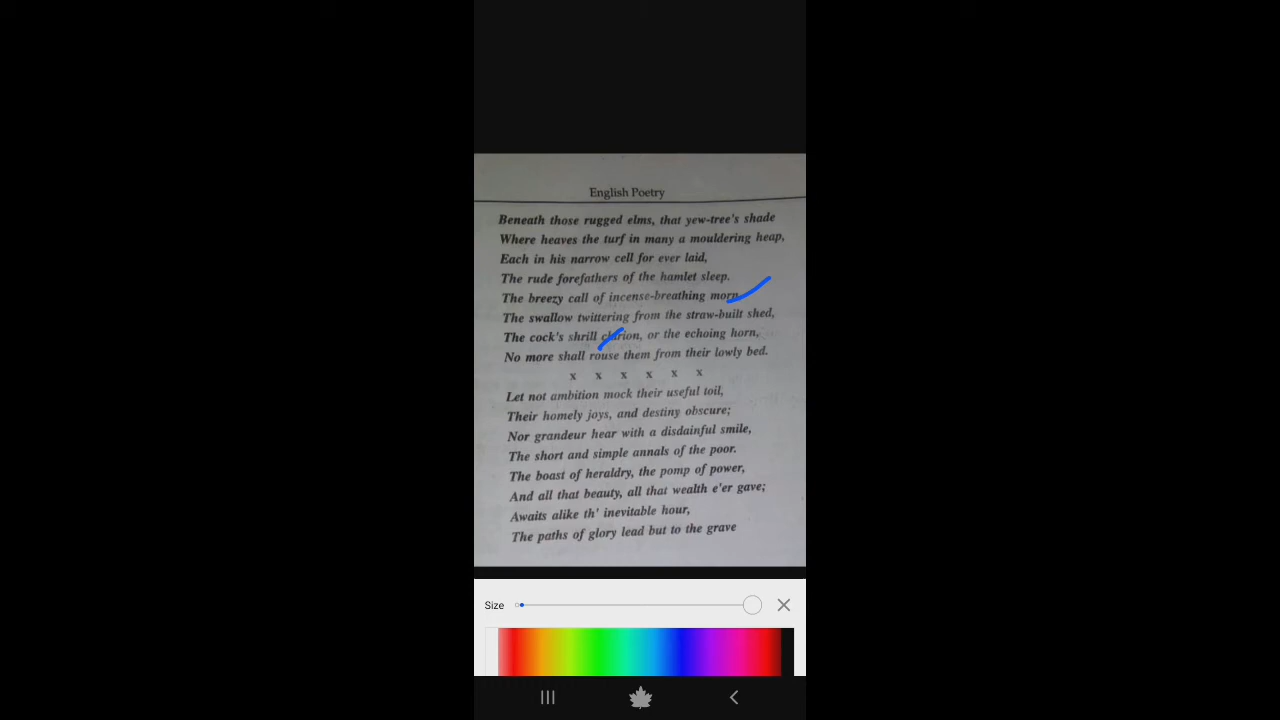 English Poetry
Beneath those rugged elms, that yew-tree's shade
Where heaves the turf in many a mouldering heap,
Each in his narrow cell for ever laid,
The rude forefathers of the hamlet sleep.
The breezy call of incense-breathing morn
The swallow twittering from the straw-built shed,
The cock's shrill clarion, or the echoing horn,
No more shall rouse them from their lowly bed.
x x x x x x
Let not ambition mock their useful toil,
Their homely joys, and destiny obscure;
Nor grandeur hear with a disdainful smile,
The short and simple annals of the poor.
The boast of heraldry, the pomp of power,
And all that beauty, all that wealth e'er gave;
Awaits alike th' inevitable hour,
The paths of glory lead but to the grave
Size